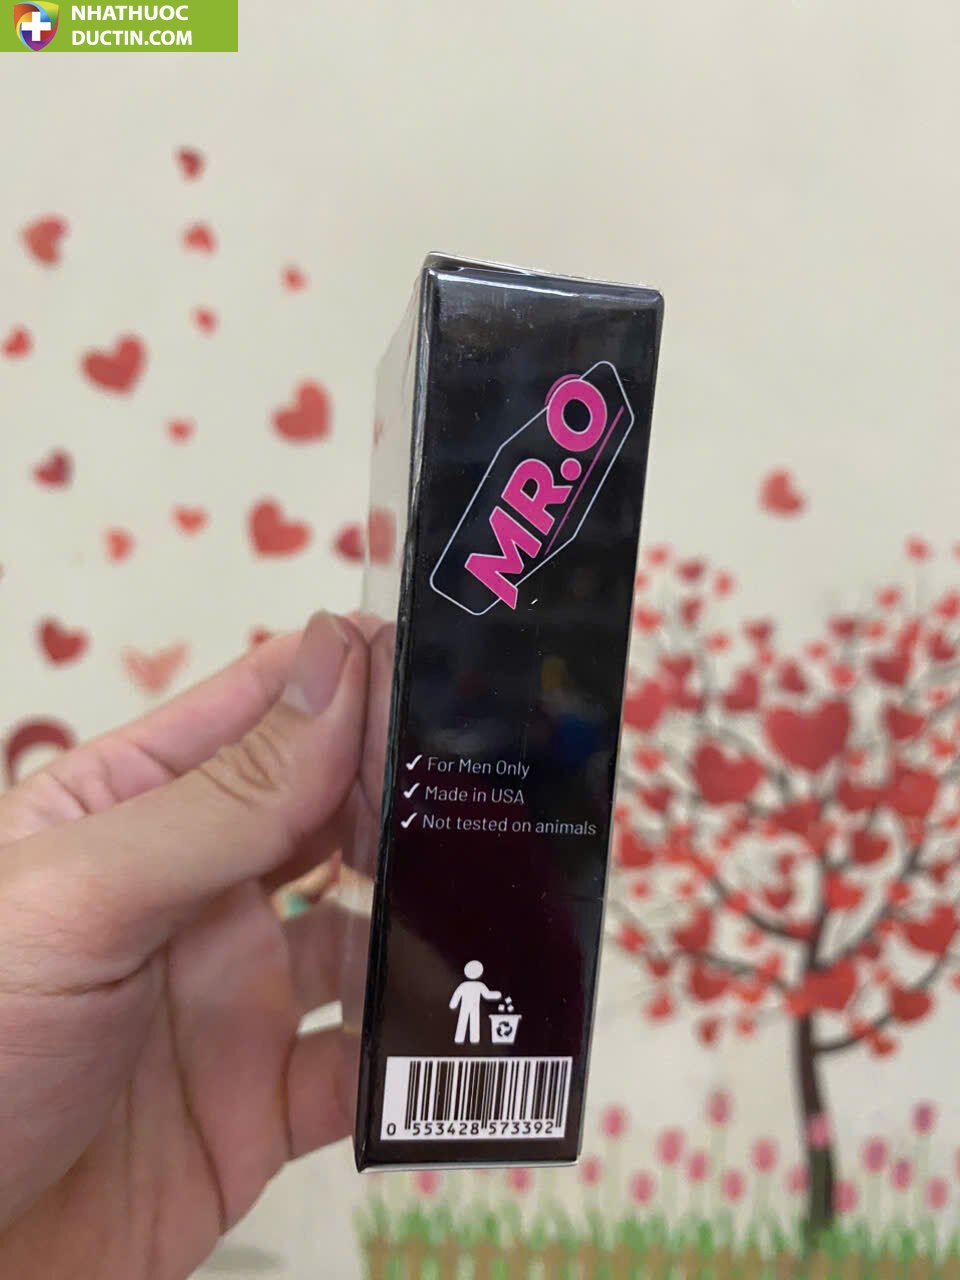 NHATHUOC
DUCTIN.COM
MR.O
For Men Only
Made in USA
Not tested on animals
0 553428 573392